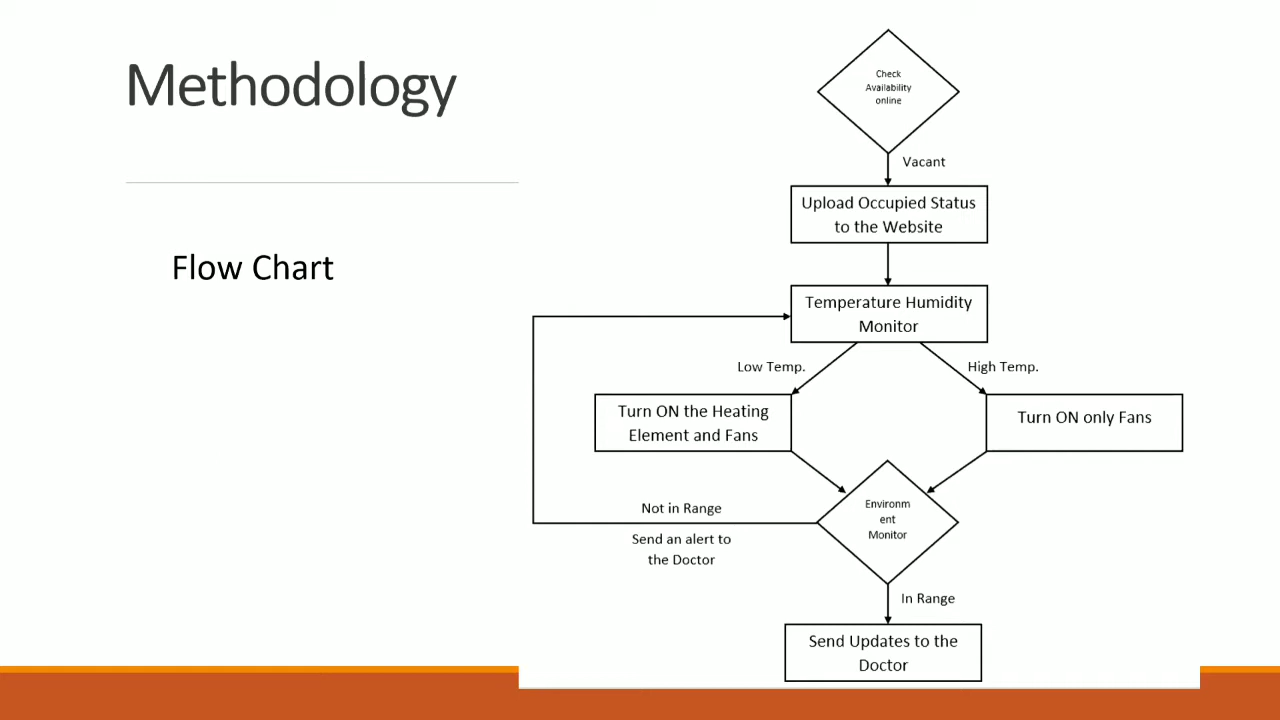 Methodology
Flow Chart
Check
Availability
online
Vacant
Upload Occupied Status
to the Website
Temperature Humidity
Monitor
Low Temp.
High Temp.
Turn ON the Heating
Element and Fans
Turn ON only Fans
Environm
ent
Monitor
Not in Range
Send an alert to
the Doctor
In Range
Send Updates to the
Doctor